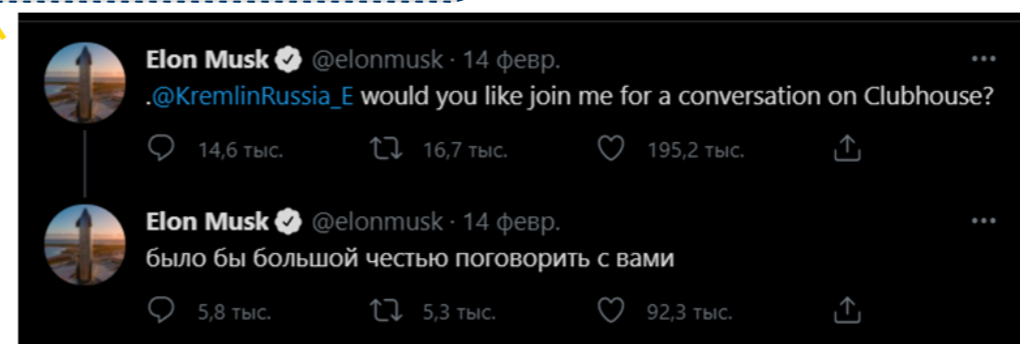 Elon Musk @elonmusk · 14 февр.
.@KremlinRussia_E would you like join me for a conversation on Clubhouse?
14,6 тыс. 16,7 тыс. 195,2 тыс.
Elon Musk @elonmusk · 14 февр.
было бы большой честью поговорить с вами
5,8 тыс. 5,3 тыс. 92,3 тыс.